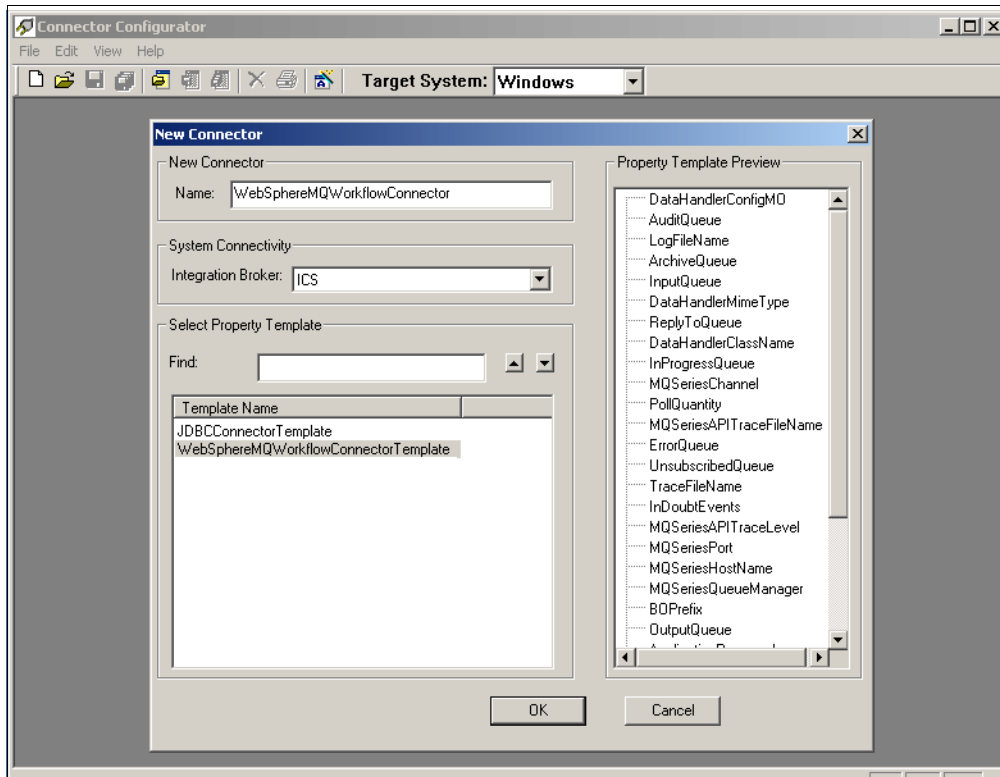 Connector Configurator
File Edit View Help
Target System: Windows
New Connector
New Connector
Name: WebSphereMQWorkflowConnector
System Connectivity
Integration Broker: ICS
Select Property Template
Find:
Template Name
JDBCConnectorTemplate
WebSphereMQWorkflowConnectorTemplate
Property Template Preview
DataHandlerConfigMO
AuditQueue
LogFileName
ArchiveQueue
InputQueue
DataHandlerMimeType
ReplyToQueue
DataHandlerClassName
InProgressQueue
MQSeriesChannel
PollQuantity
MQSeriesAPITraceFileName
ErrorQueue
UnsubscribedQueue
TraceFileName
InDoubtEvents
MQSeriesAPITraceLevel
MQSeriesPort
MQSeriesHostName
MQSeriesQueueManager
BOPrefix
OutputQueue
OK Cancel